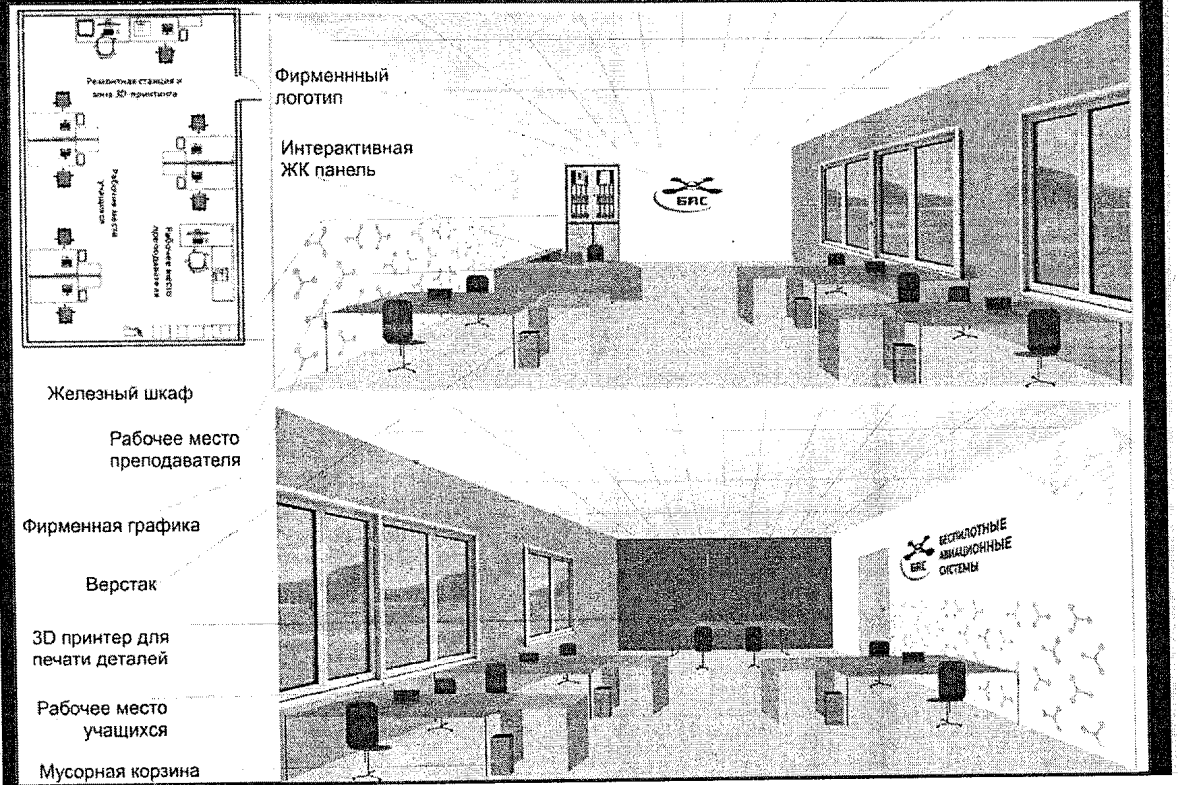 Ремонтная станция и
зона 3D-принтинга
Рабочие места
учащихся
Рабочее место
преподавателя
Фирменнный
логотип
Интерактивная
ЖК панель
БАС
Железный шкаф
Рабочее место
преподавателя
Фирменная графика
Верстак
3D принтер для
печати деталей
Рабочее место
учащихся
Мусорная корзина
БАС
БЕСПИЛОТНЫЕ
АВИАЦИОННЫЕ
СИСТЕМЫ